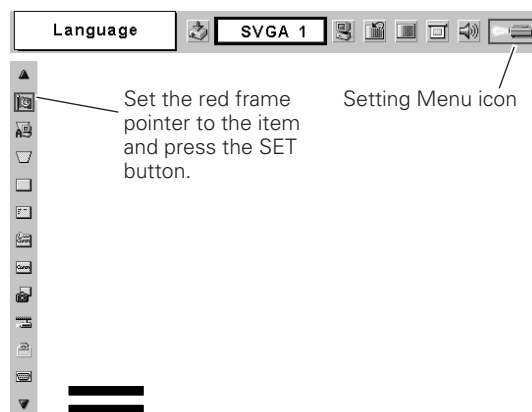 Language
SVGA 1
Set the red frame
pointer to the item
and press the SET
button.
Setting Menu icon